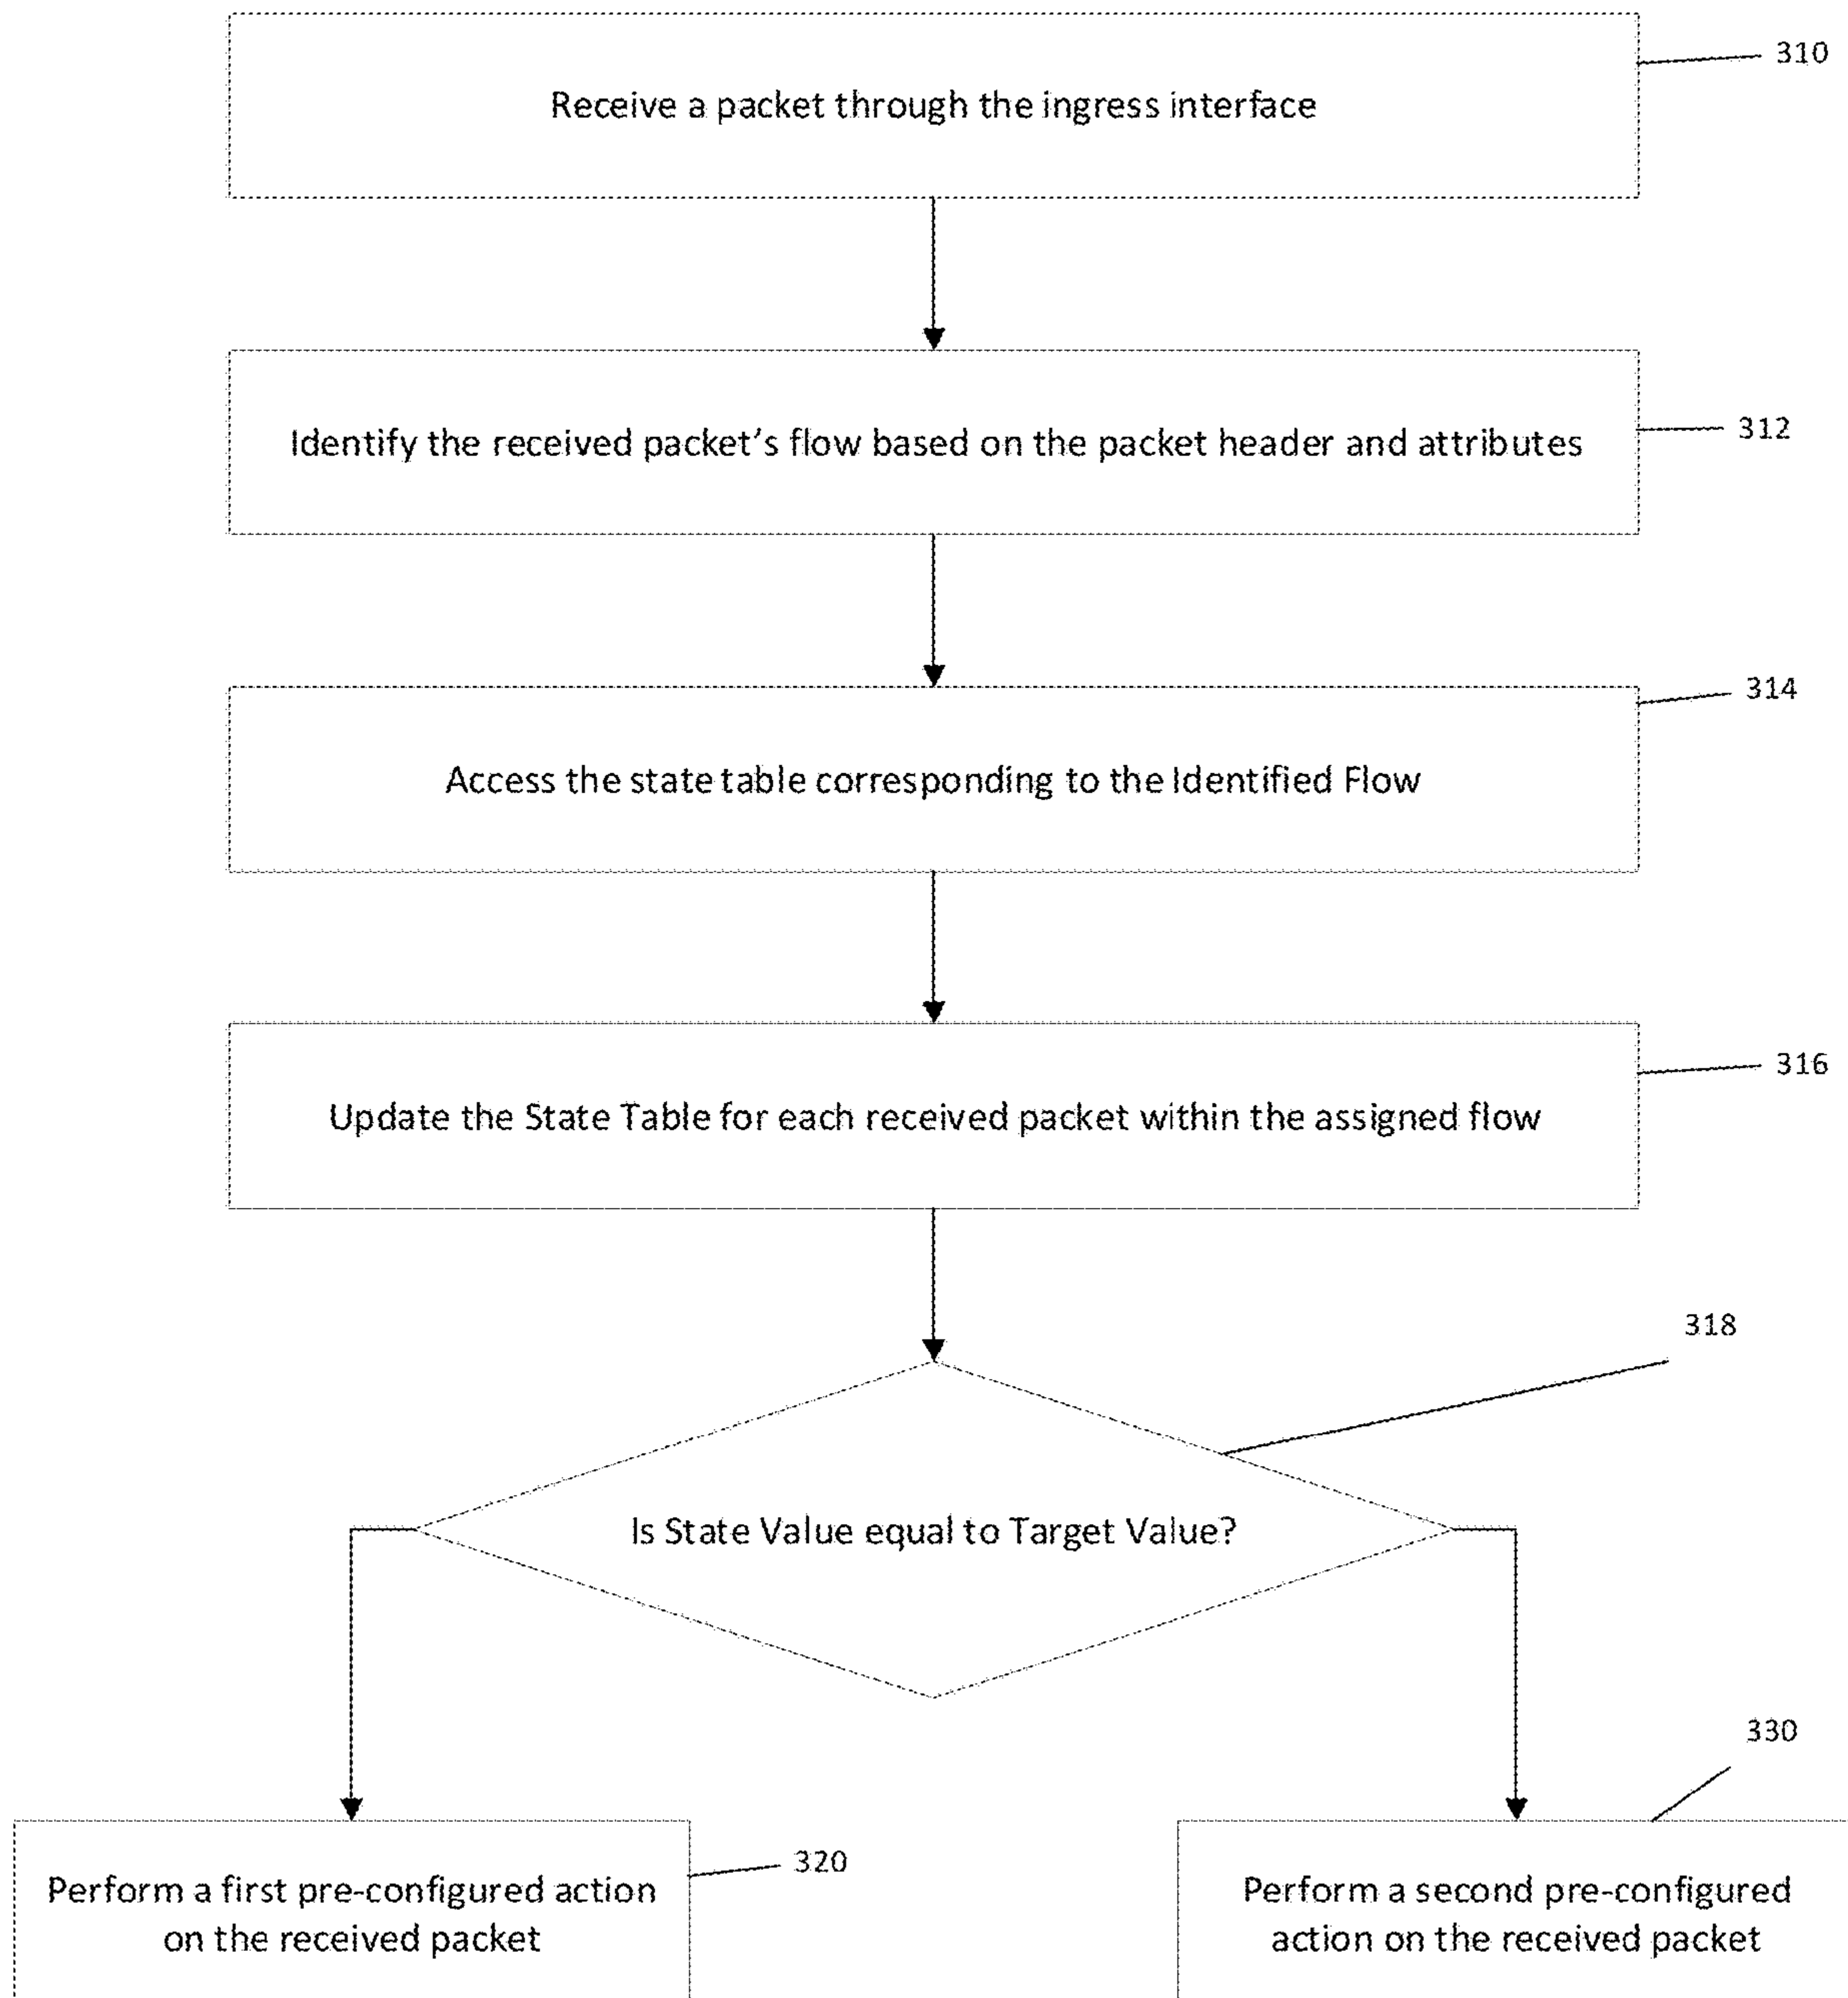 310
Receive a packet through the ingress interface
312
Identify the received packet's flow based on the packet header and attributes
314
Access the state table corresponding to the Identified Flow
316
Update the State Table for each received packet within the assigned flow
318
Is State Value equal to Target Value?
330
320
Perform a first pre-configured action
on the received packet
Perform a second pre-configured
action on the received packet